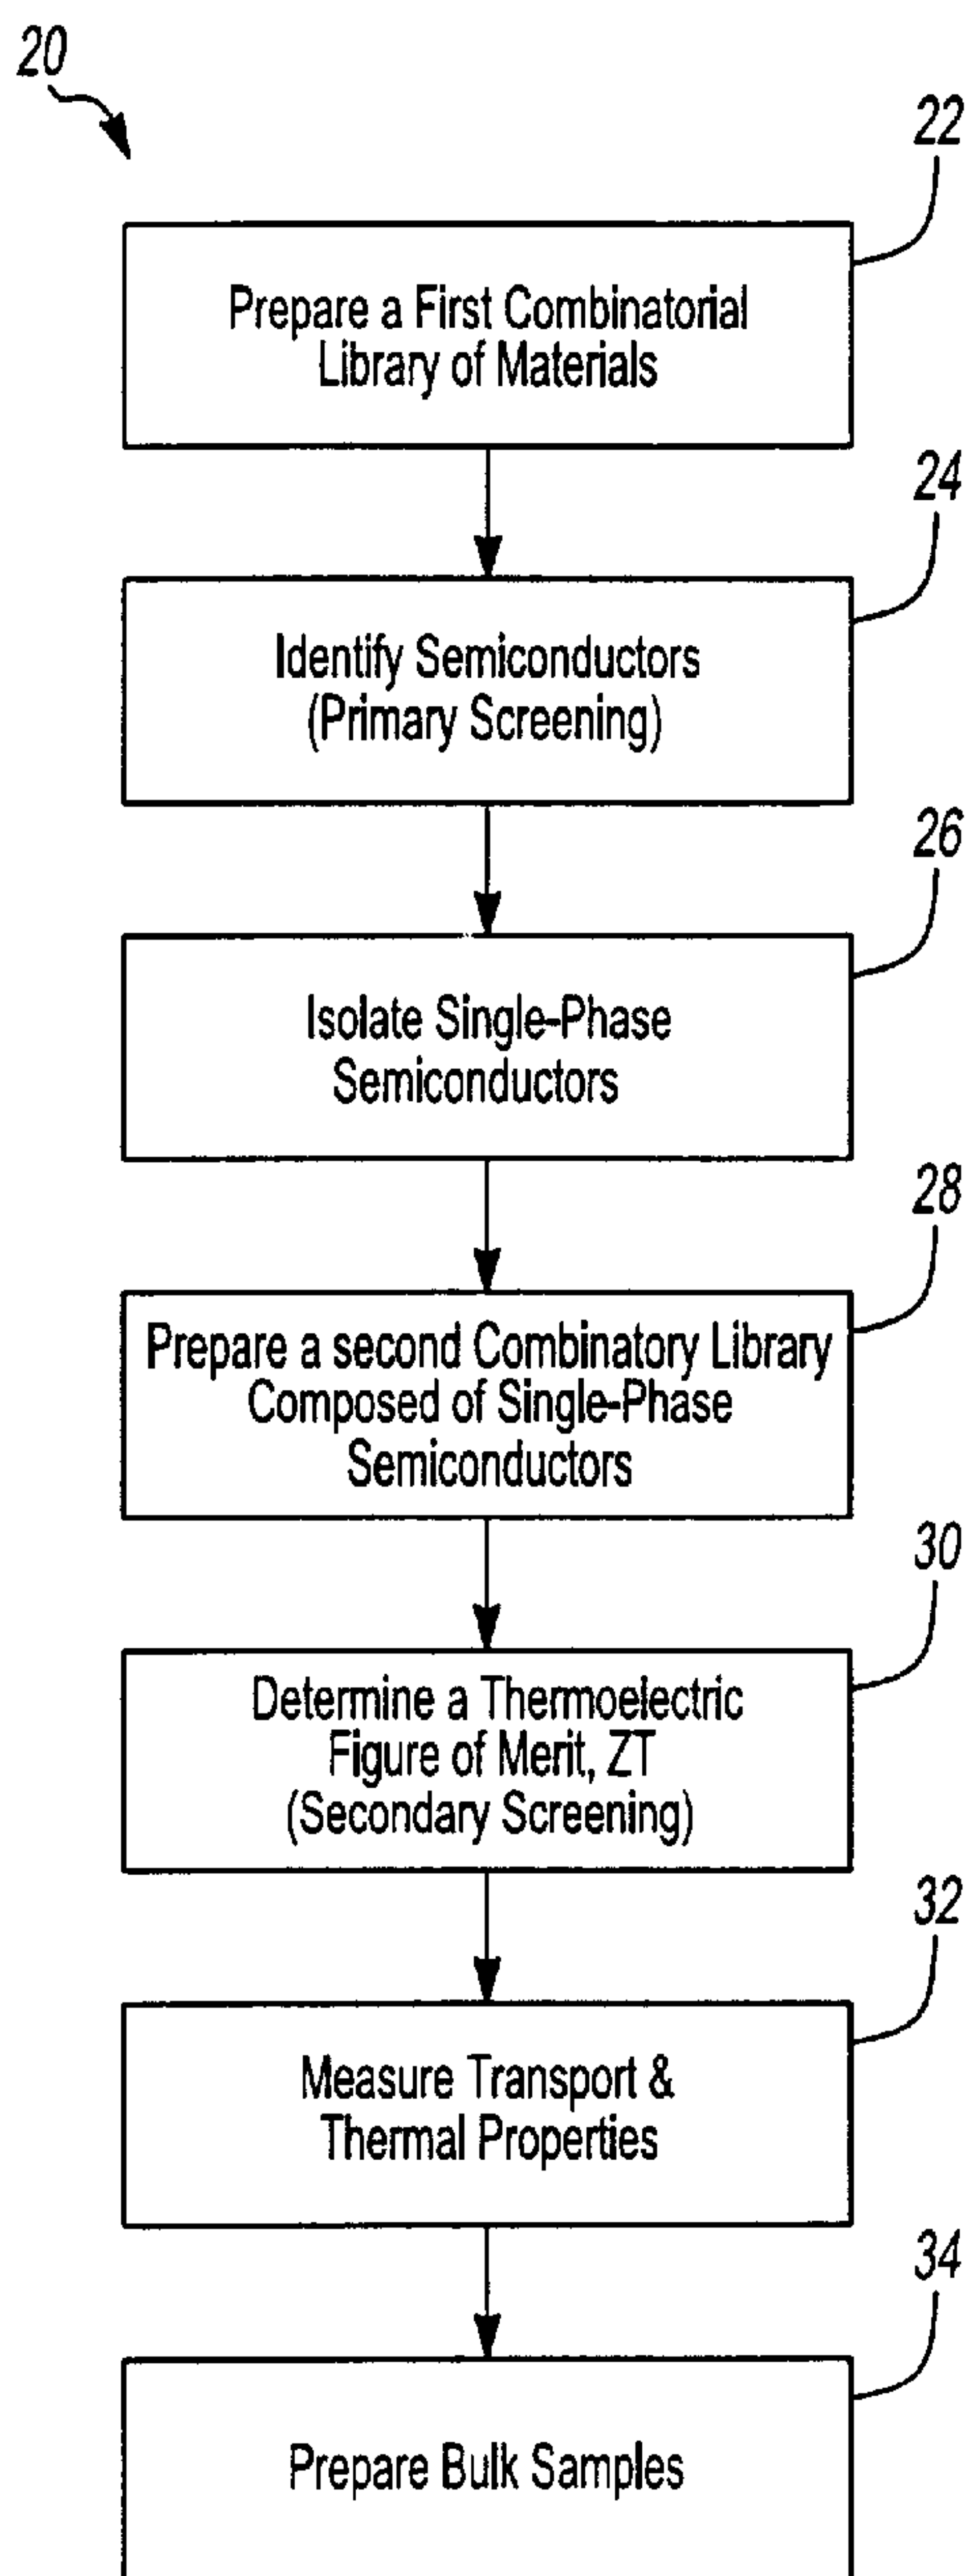 20
22
Prepare a First Combinatorial
Library of Materials
24
Identify Semiconductors
(Primary Screening)
26
Isolate Single-Phase
Semiconductors
28
Prepare a second Combinatory Library
Composed of Single-Phase
Semiconductors
30
Determine a Thermoelectric
Figure of Merit, ZT
(Secondary Screening)
32
Measure Transport &
Thermal Properties
34
Prepare Bulk Samples